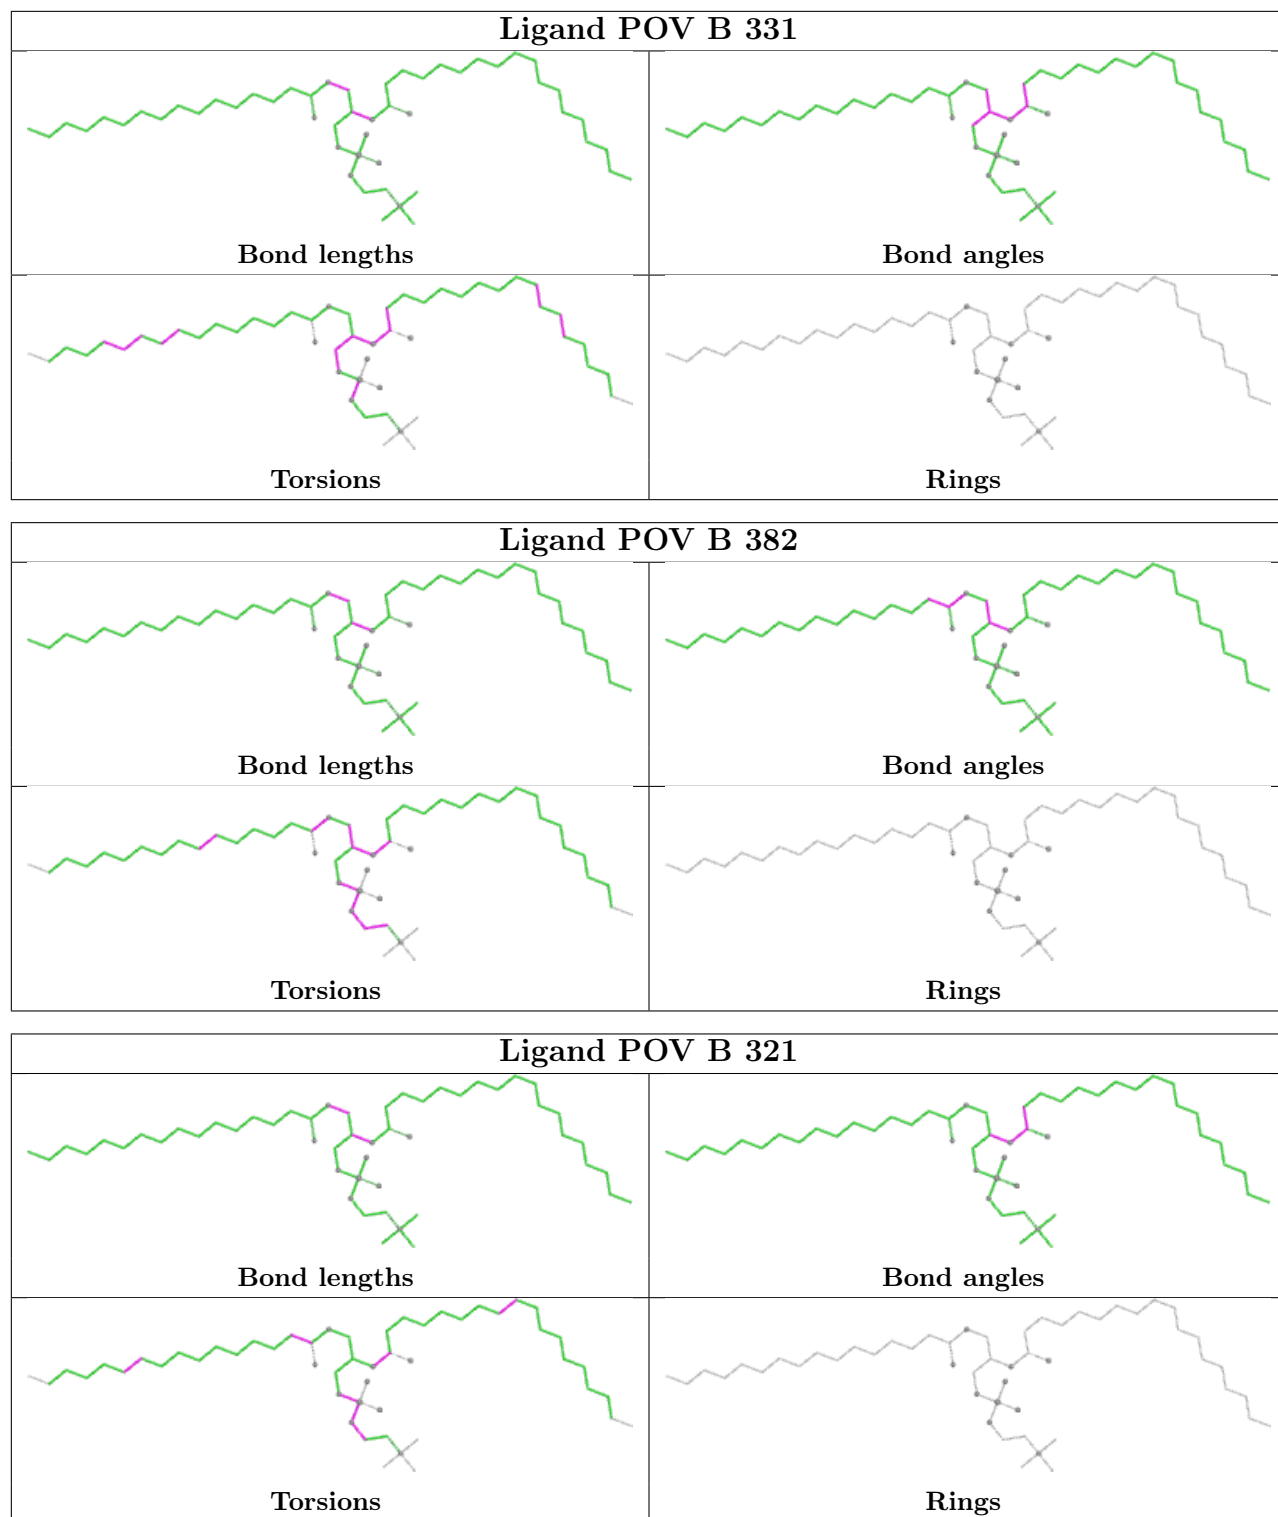 Ligand POV B 331
Bond lengths
Bond angles
Torsions
Rings
Ligand POV B 382
Bond lengths
Bond angles
Torsions
Rings
Ligand POV B 321
Bond lengths
Bond angles
Torsions
Rings